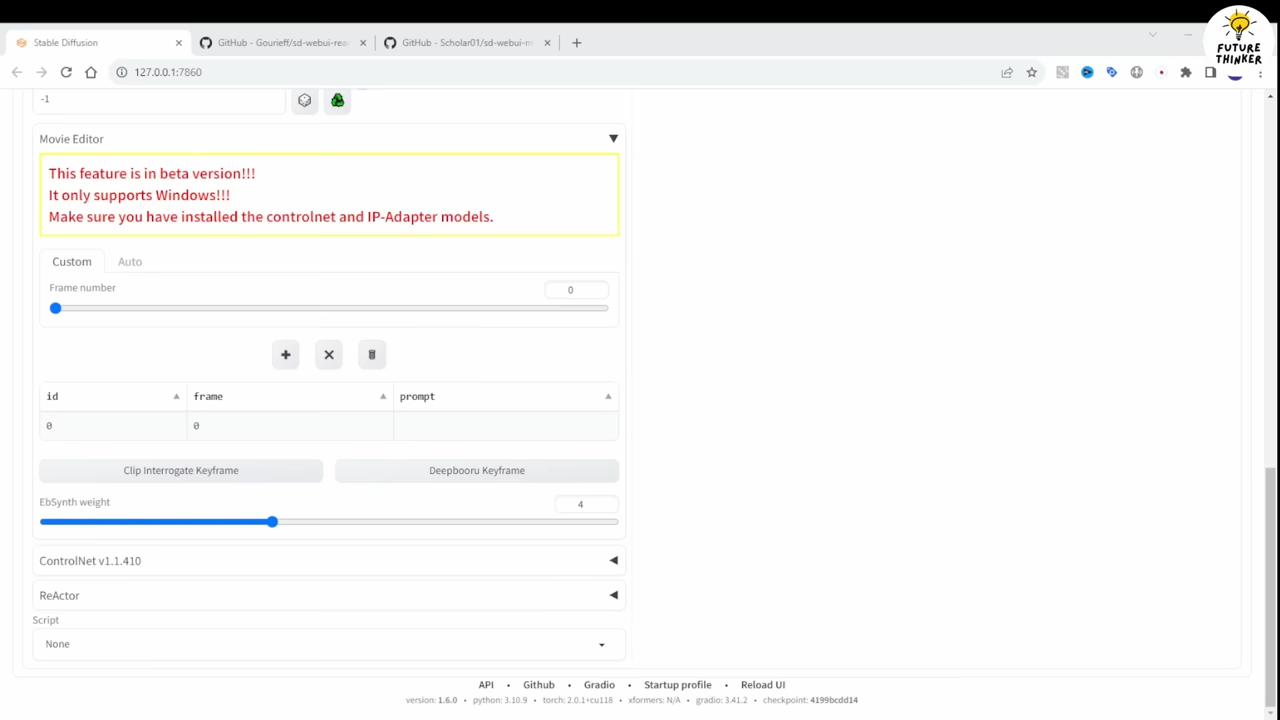 Stable Diffusion
GitHub - Gourieff/sd-webui-rea
GitHub - Scholar01/sd-webui-m
FUTURE
THINKER
127.0.0.1:7860
-1
Movie Editor
This feature is in beta version!!!
It only supports Windows!!!
Make sure you have installed the controlnet and IP-Adapter models.
Custom
Auto
Frame number
0
id
frame
prompt
0
0
Clip Interrogate Keyframe
Deepbooru Keyframe
EbSynth weight
4
ControlNet v1.1.410
ReActor
Script
None
API • Github • Gradio • Startup profile • Reload UI
version: 1.6.0 • python: 3.10.9 • torch: 2.0.1+cu118 • xformers: N/A • gradio: 3.41.2 • checkpoint: 4199bcdd14